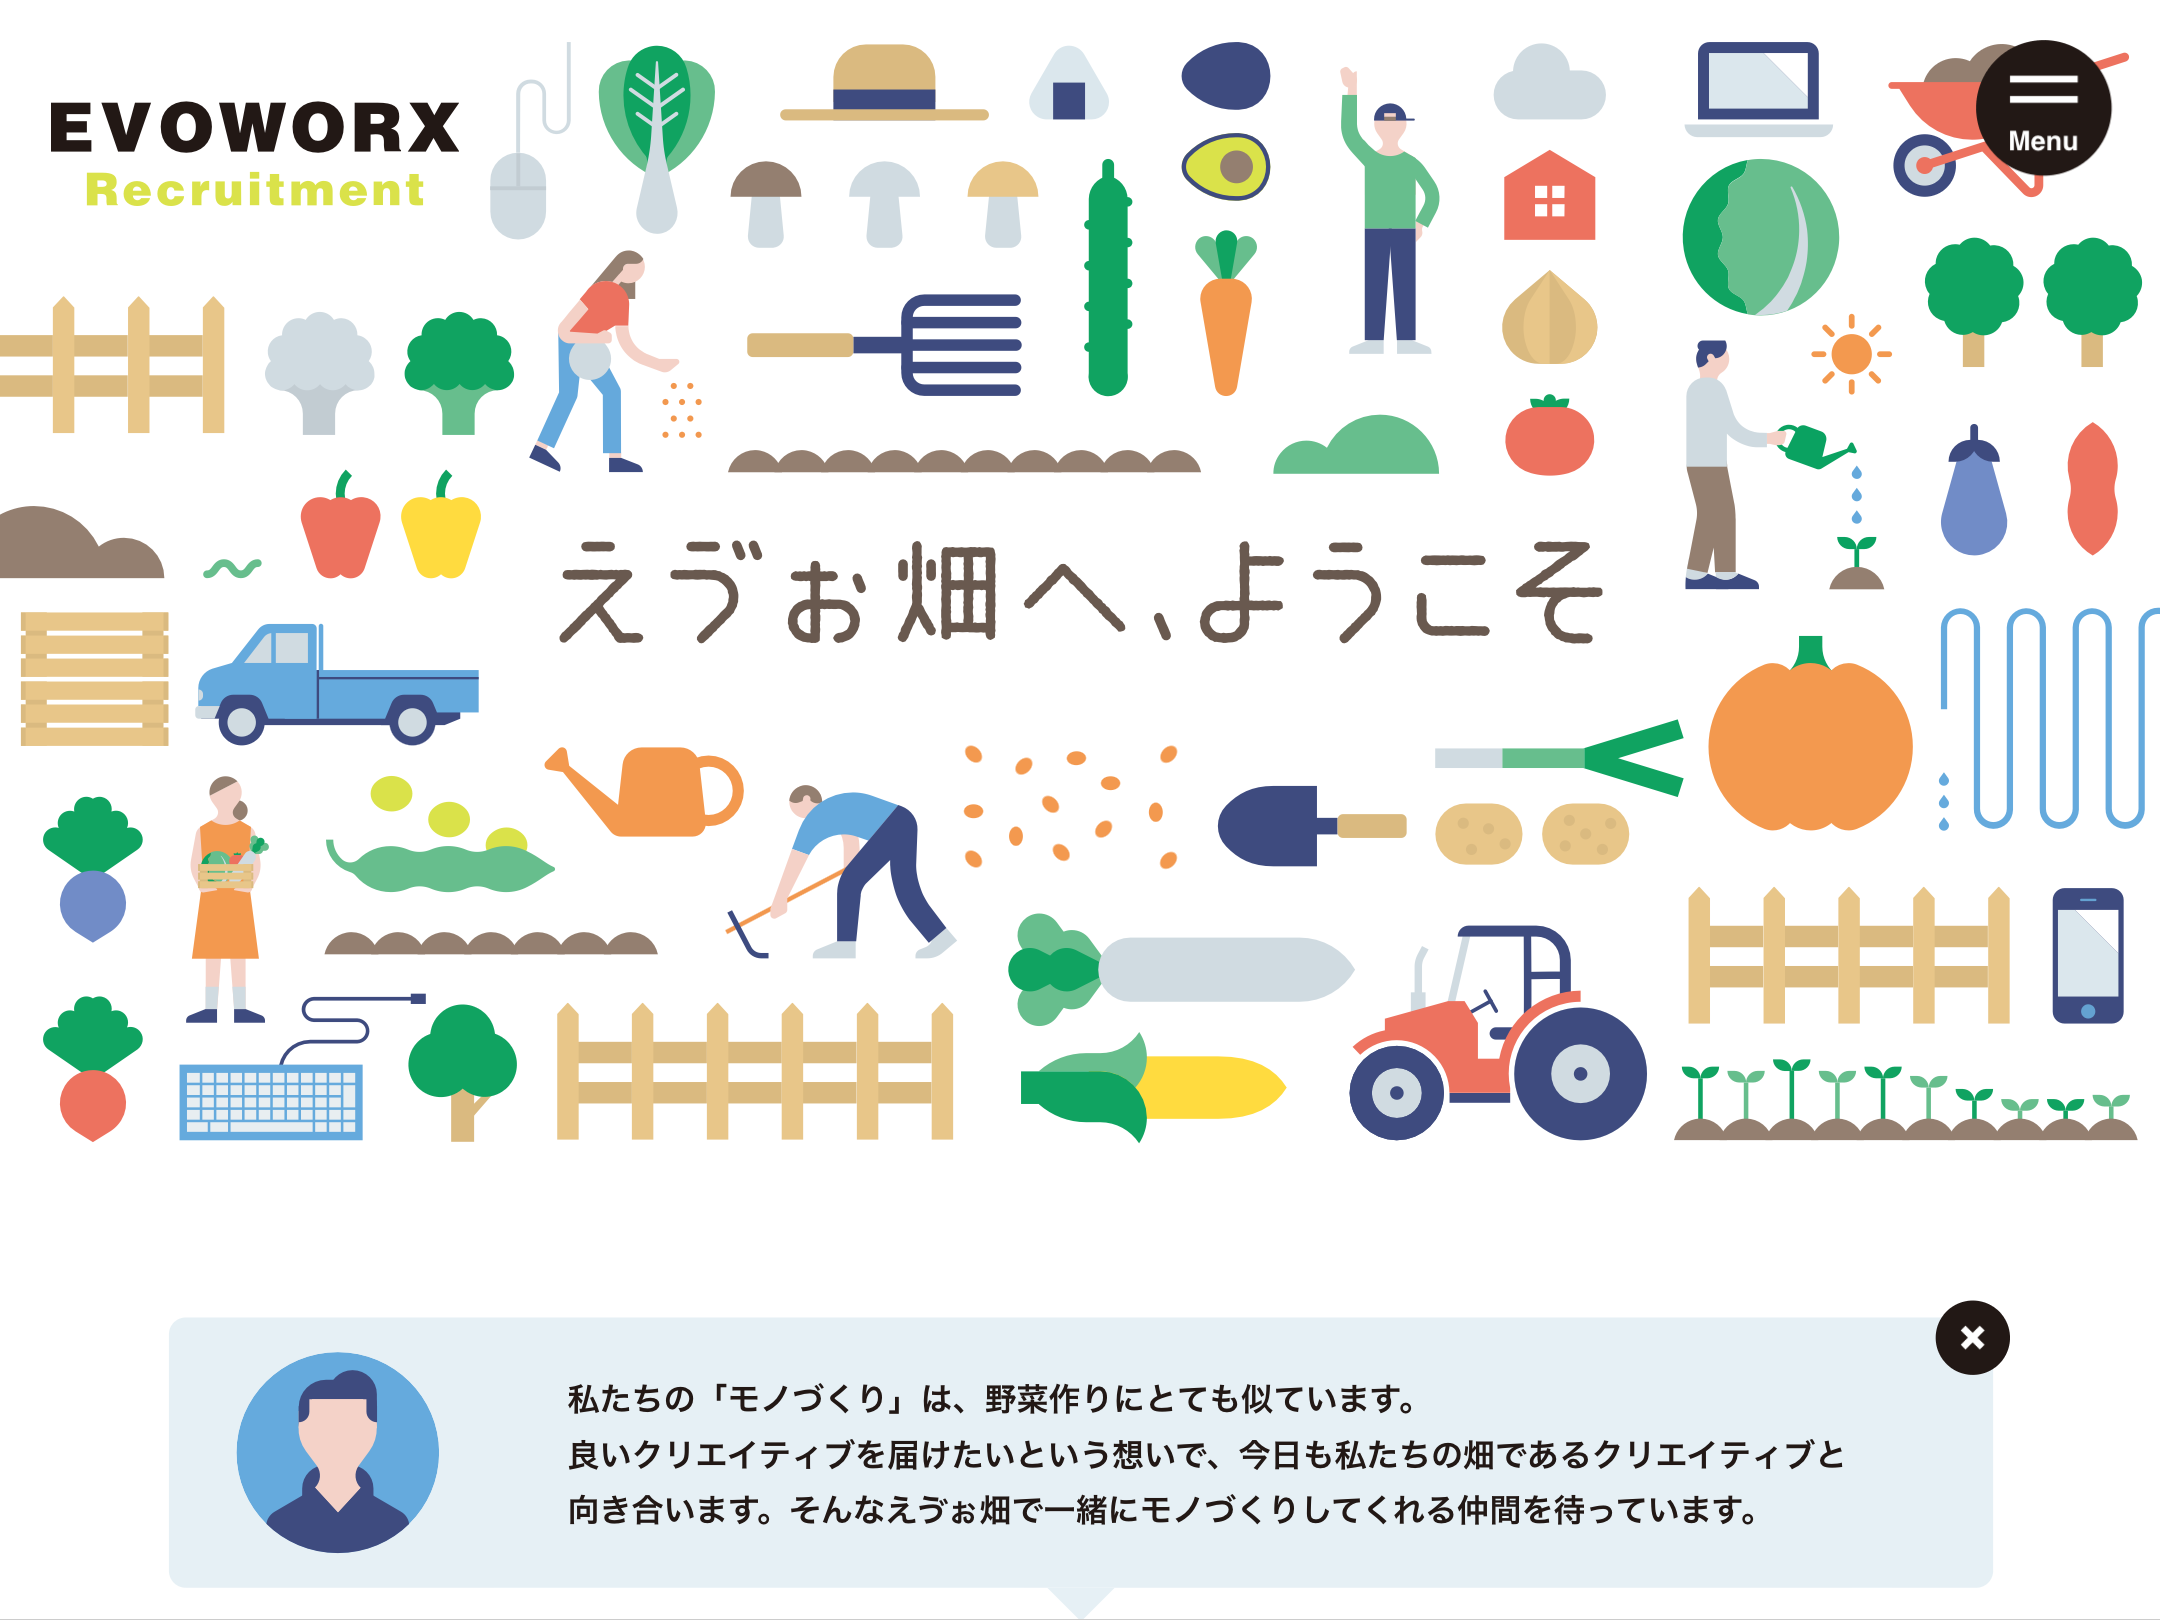 EVOWORX
Recruitment
Menu
えゔぉ畑へ、ようこそ
私たちの「モノづくり」は、野菜作りにとても似ています。
良いクリエイティブを届けたいという想いで、今日も私たちの畑であるクリエイティブと
向き合います。そんなえゔぉ畑で一緒にモノづくりしてくれる仲間を待っています。